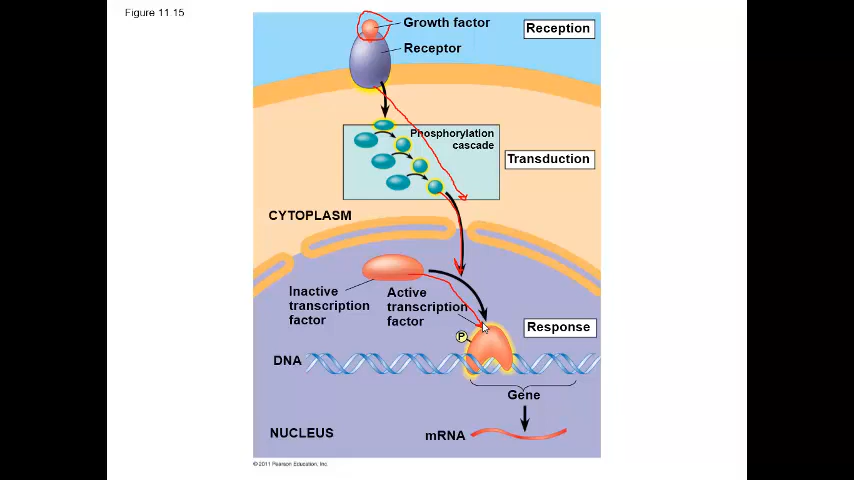 Figure 11.15
Growth factor
Reception
Receptor
Phosphorylation
cascade
Transduction
CYTOPLASM
Inactive
transcription
factor
Active
transcription
factor
Response
P
DNA
Gene
NUCLEUS
mRNA
© 2011 Pearson Education, Inc.